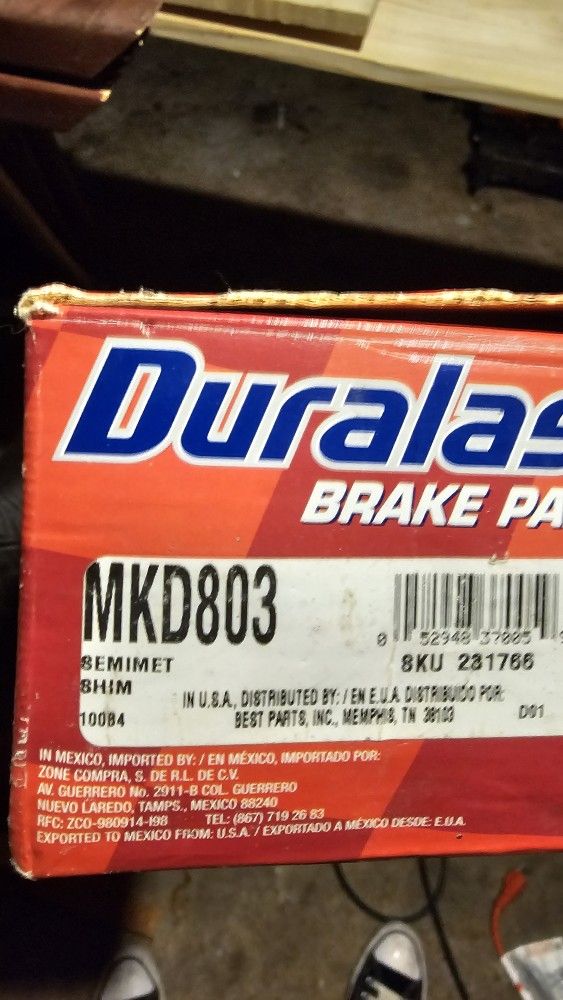 Duralas
BRAKE PA
MKD803
0 52948 37005
SEMIMET
SKU 231766
SHIM
IN U.S.A., DISTRIBUTED BY: / EN E.U.A. DISTRIBUIDO POR:
10084
BEST PARTS, INC., MEMPHIS, TN 38103
D01
IN MEXICO, IMPORTED BY: / EN MÉXICO, IMPORTADO POR:
ZONE COMPRA, S. DE R.L. DE C.V.
AV. GUERRERO No. 2911-B COL. GUERRERO
NUEVO LAREDO, TAMPS., MEXICO 88240
RFC: ZCO-980914-I98 TEL: (867) 719 26 83
EXPORTED TO MEXICO FROM: U.S.A. / EXPORTADO A MÉXICO DESDE: E.U.A.